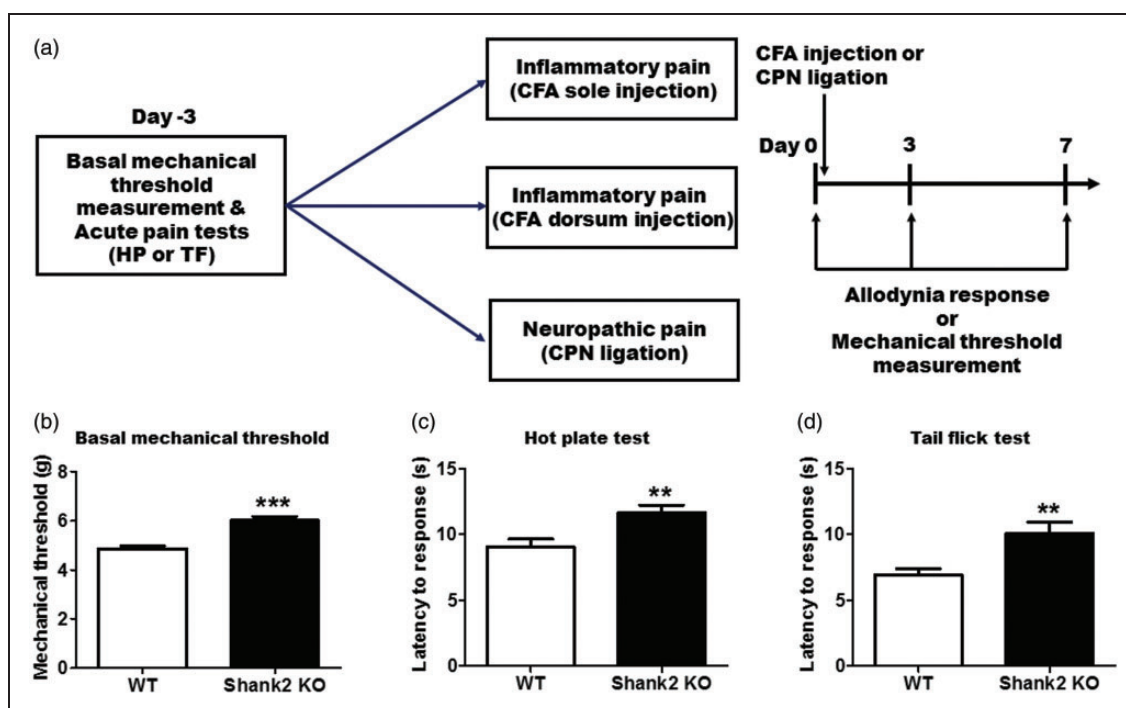 (a)
Day -3
Basal mechanical
threshold
measurement &
Acute pain tests
(HP or TF)
Inflammatory pain
(CFA sole injection)
Inflammatory pain
(CFA dorsum injection)
Neuropathic pain
(CPN ligation)
CFA injection or
CPN ligation
Day 0 3 7
Allodynia response
or
Mechanical threshold
measurement
(b)
Basal mechanical threshold
Mechanical threshold (g)
8
6
4
2
0
***
WT Shank2 KO
(c)
Hot plate test
Latency to response (s)
15
10
5
0
**
WT Shank2 KO
(d)
Tail flick test
Latency to response (s)
15
10
5
0
**
WT Shank2 KO